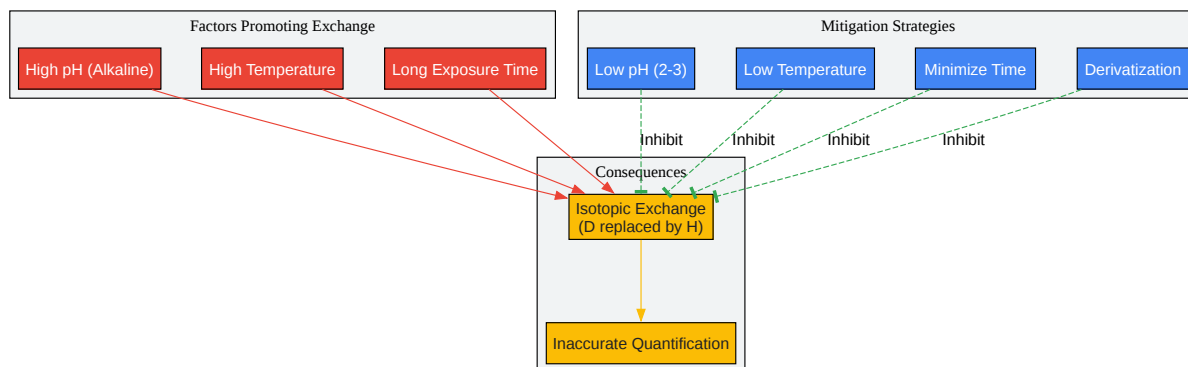 Factors Promoting Exchange
Mitigation Strategies
High pH (Alkaline)
High Temperature
Long Exposure Time
Low pH (2-3)
Low Temperature
Minimize Time
Derivatization
Inhibit
Inhibit
Inhibit
Inhibit
Consequences
Isotopic Exchange
(D replaced by H)
Inaccurate Quantification